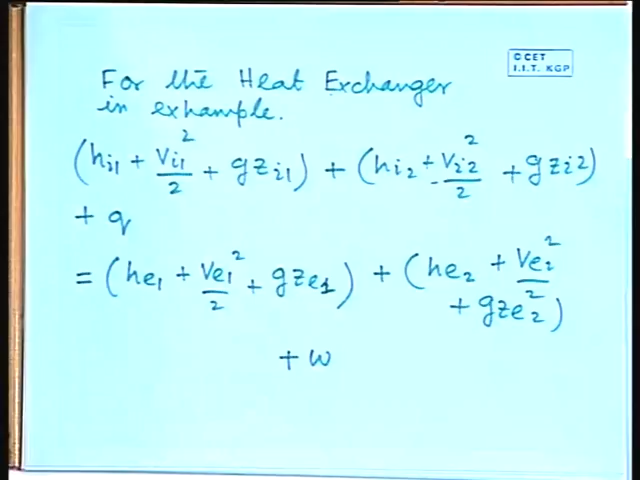 © CET
I.I.T. KGP
For the Heat Exchanger
in exhample.
(hi1 + Vi1²/2 + gzi1) + (hi2 + Vi2²/2 + gzi2)
+ q
= (he1 + Ve1²/2 + gze1) + (he2 + Ve2²/2
+ gze2)
+ w